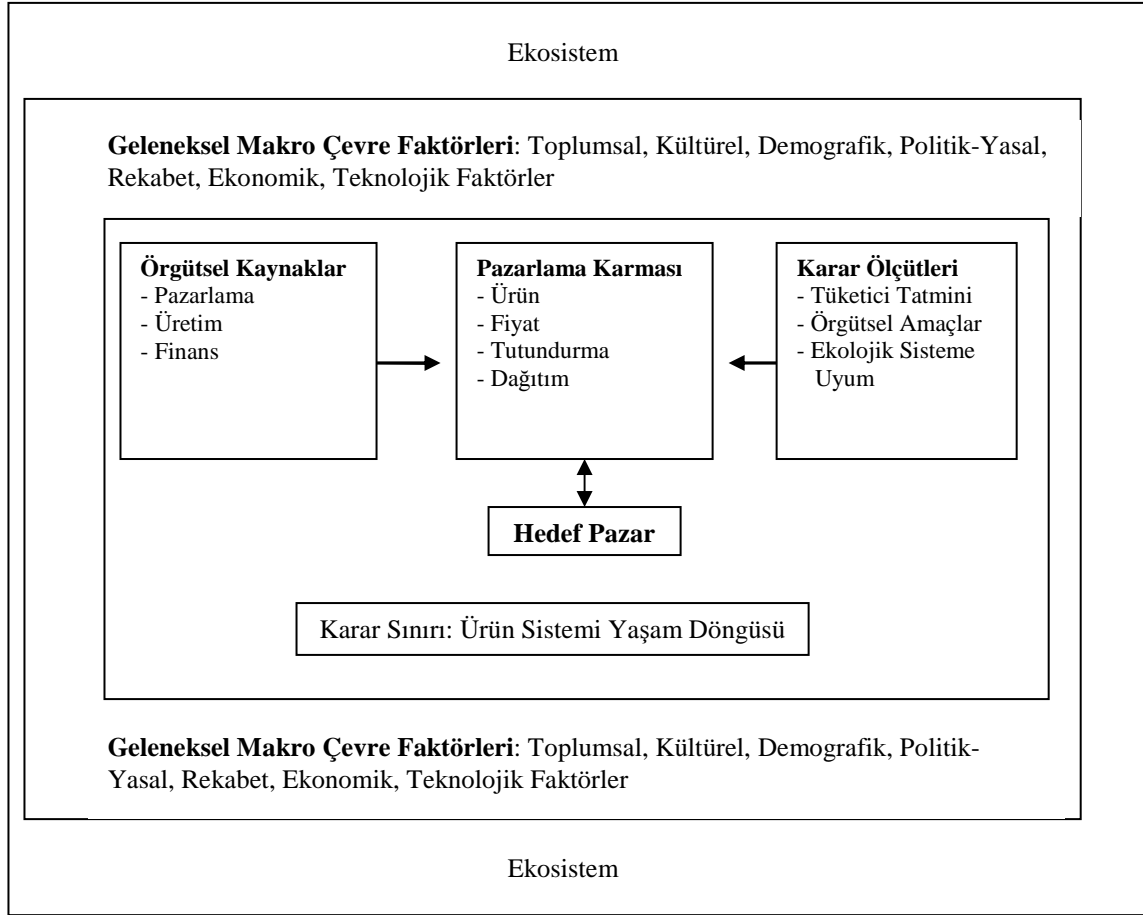 Ekosistem
Geleneksel Makro Çevre Faktörleri: Toplumsal, Kültürel, Demografik, Politik-Yasal,
Rekabet, Ekonomik, Teknolojik Faktörler
Örgütsel Kaynaklar
- Pazarlama
- Üretim
- Finans
Pazarlama Karması
- Ürün
- Fiyat
- Tutundurma
- Dağıtım
Karar Ölçütleri
- Tüketici Tatmini
- Örgütsel Amaçlar
- Ekolojik Sisteme
Uyum
Hedef Pazar
Karar Sınırı: Ürün Sistemi Yaşam Döngüsü
Geleneksel Makro Çevre Faktörleri: Toplumsal, Kültürel, Demografik, Politik-
Yasal, Rekabet, Ekonomik, Teknolojik Faktörler
Ekosistem